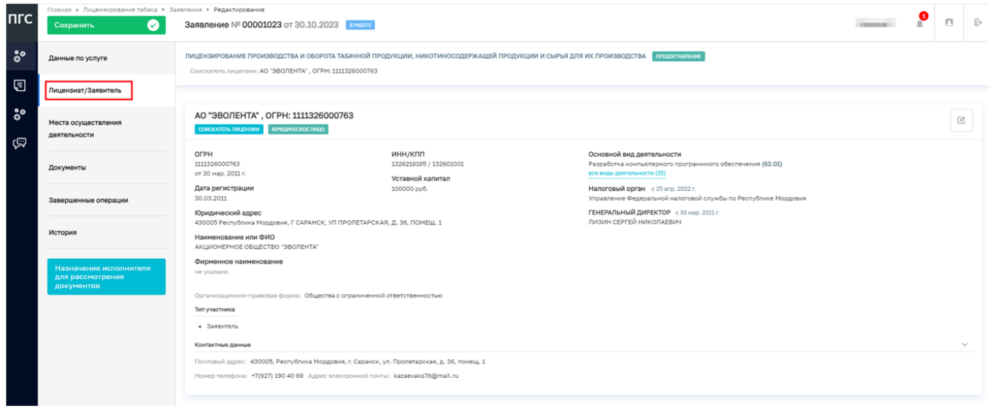 ПГС
Главная ▸ Лицензирование табака ▸ Заявления ▸ Редактирование
Сохранить
Заявление № 00001023 от 30.10.2023 В РАБОТЕ
1
Данные по услуге
Лицензиат/Заявитель
Места осуществления
деятельности
Документы
Завершенные операции
История
Назначение исполнителя
для рассмотрения
документов
ЛИЦЕНЗИРОВАНИЕ ПРОИЗВОДСТВА И ОБОРОТА ТАБАЧНОЙ ПРОДУКЦИИ, НИКОТИНОСОДЕРЖАЩЕЙ ПРОДУКЦИИ И СЫРЬЯ ДЛЯ ИХ ПРОИЗВОДСТВА ПРЕДОСТАВЛЕНИЕ
Соискатель лицензии: АО "ЭВОЛЕНТА" , ОГРН: 1111326000763
АО "ЭВОЛЕНТА" , ОГРН: 1111326000763
СОИСКАТЕЛЬ ЛИЦЕНЗИИ ЮРИДИЧЕСКОЕ ЛИЦО
ОГРН
1111326000763
от 30 мар. 2011 г.
Дата регистрации
30.03.2011
Юридический адрес
430005 Республика Мордовия, Г САРАНСК, УЛ ПРОЛЕТАРСКАЯ, Д. 36, ПОМЕЩ. 1
Наименование или ФИО
АКЦИОНЕРНОЕ ОБЩЕСТВО "ЭВОЛЕНТА"
Фирменное наименование
не указано
ИНН/КПП
1326218195 / 132601001
Уставной капитал
100000 руб.
Основной вид деятельности
Разработка компьютерного программного обеспечения (62.01)
все виды деятельности (15)
Налоговый орган с 25 апр. 2022 г.
Управление Федеральной налоговой службы по Республике Мордовия
ГЕНЕРАЛЬНЫЙ ДИРЕКТОР с 30 мар. 2011 г.
ЛИЗИН СЕРГЕЙ НИКОЛАЕВИЧ
Организационно-правовая форма: Общества с ограниченной ответственностью
Тип участника
• Заявитель
Контактные данные
Почтовый адрес: 430005, Республика Мордовия, г. Саранск, ул. Пролетарская, д. 36, помещ. 1
Номер телефона: +7(927) 190 40 69 Адрес электронной почты: kazaevaks76@mail.ru